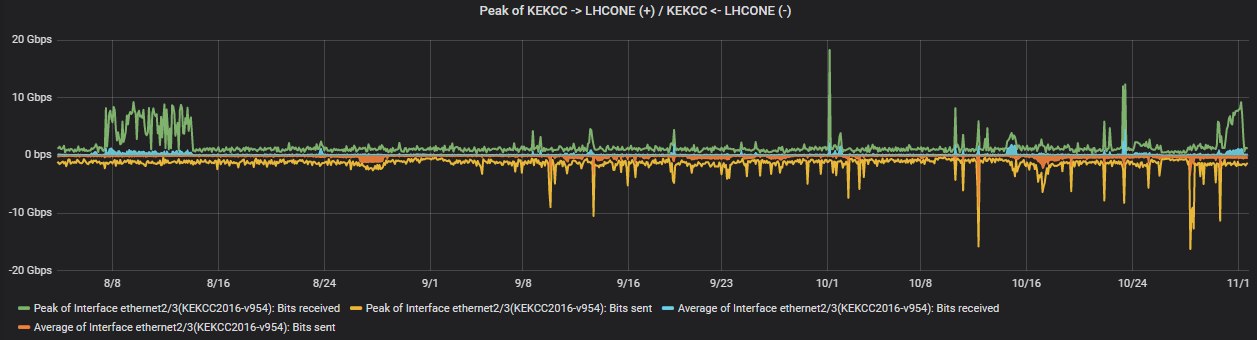 Peak of KEKCC -> LHCONE (+) / KEKCC <- LHCONE (-)
20 Gbps
10 Gbps
0 bps
-10 Gbps
-20 Gbps
8/8 8/16 8/24 9/1 9/8 9/16 9/23 10/1 10/8 10/16 10/24 11/1
Peak of Interface ethernet2/3(KEKCC2016-v954): Bits received Peak of Interface ethernet2/3(KEKCC2016-v954): Bits sent Average of Interface ethernet2/3(KEKCC2016-v954): Bits received
Average of Interface ethernet2/3(KEKCC2016-v954): Bits sent